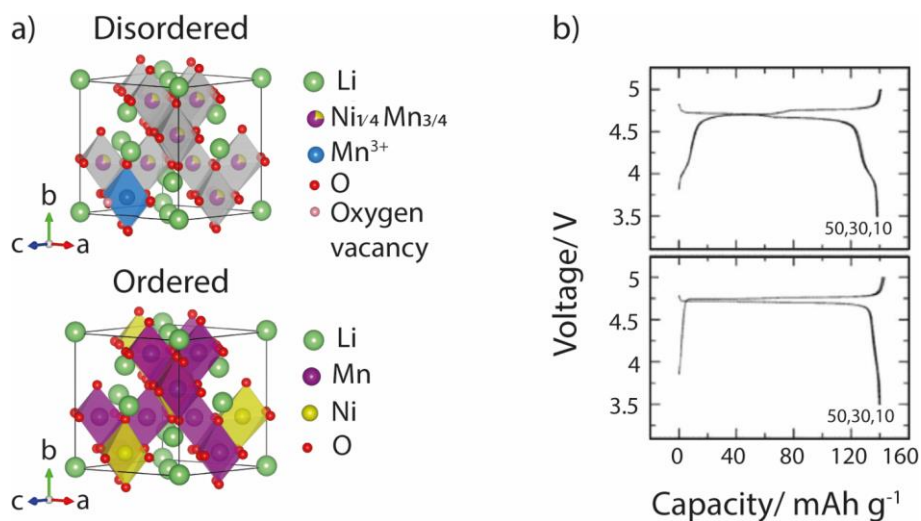 a)
Disordered
Li
Ni1/4 Mn3/4
Mn3+
O
Oxygen
vacancy
b
c
a
Ordered
Li
Mn
Ni
O
b
c
a
b)
Voltage/ V
5
4.5
4
3.5
50,30,10
5
4.5
4
3.5
50,30,10
0 40 80 120 160
Capacity/ mAh g-1